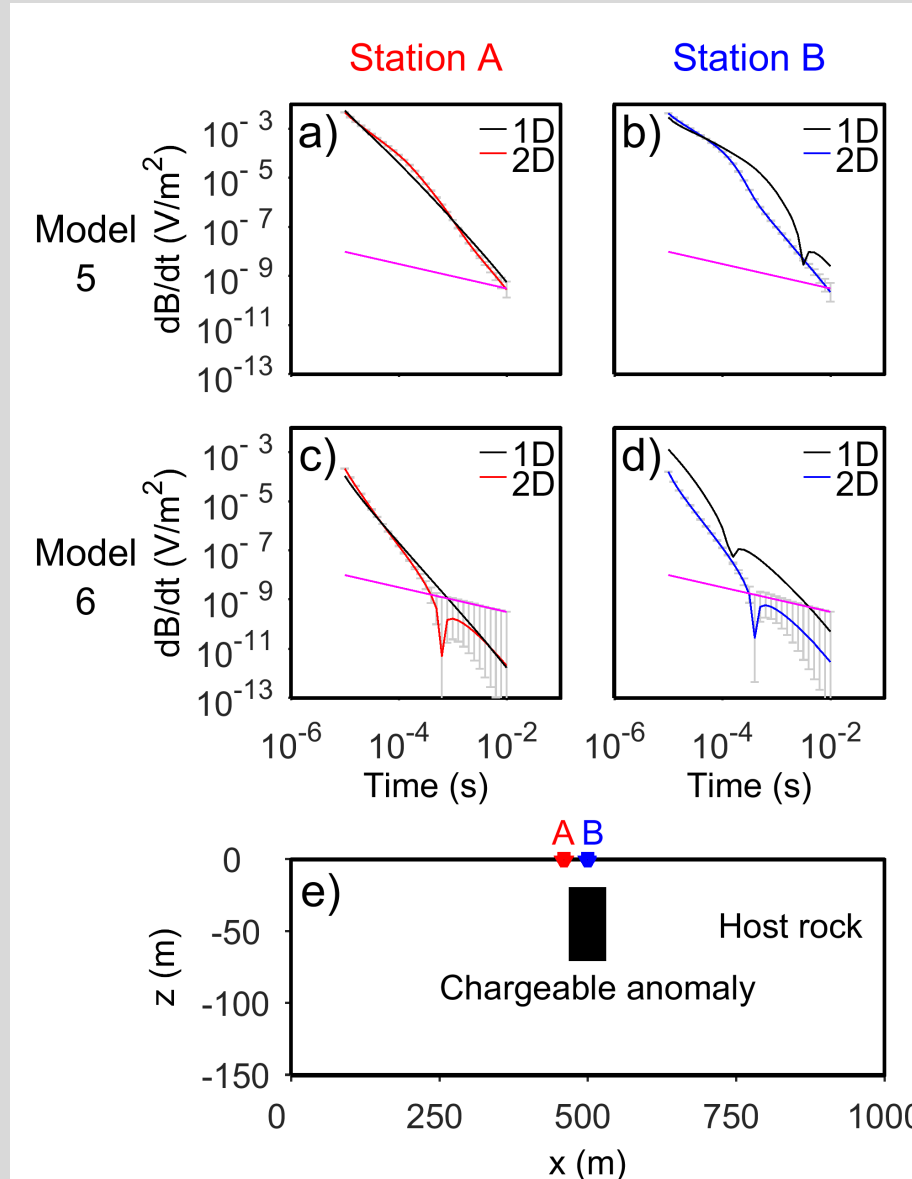 Station A Station B
a) 1D
2D
b) 1D
2D
Model
5
dB/dt (V/m²)
10⁻³
10⁻⁵
10⁻⁷
10⁻⁹
10⁻¹¹
10⁻¹³
c) 1D
2D
d) 1D
2D
Model
6
dB/dt (V/m²)
10⁻³
10⁻⁵
10⁻⁷
10⁻⁹
10⁻¹¹
10⁻¹³
10⁻⁶ 10⁻⁴ 10⁻² 10⁻⁶ 10⁻⁴ 10⁻²
Time (s) Time (s)
A B
e)
Host rock
Chargeable anomaly
z (m)
0
-50
-100
-150
0 250 500 750 100
x (m)